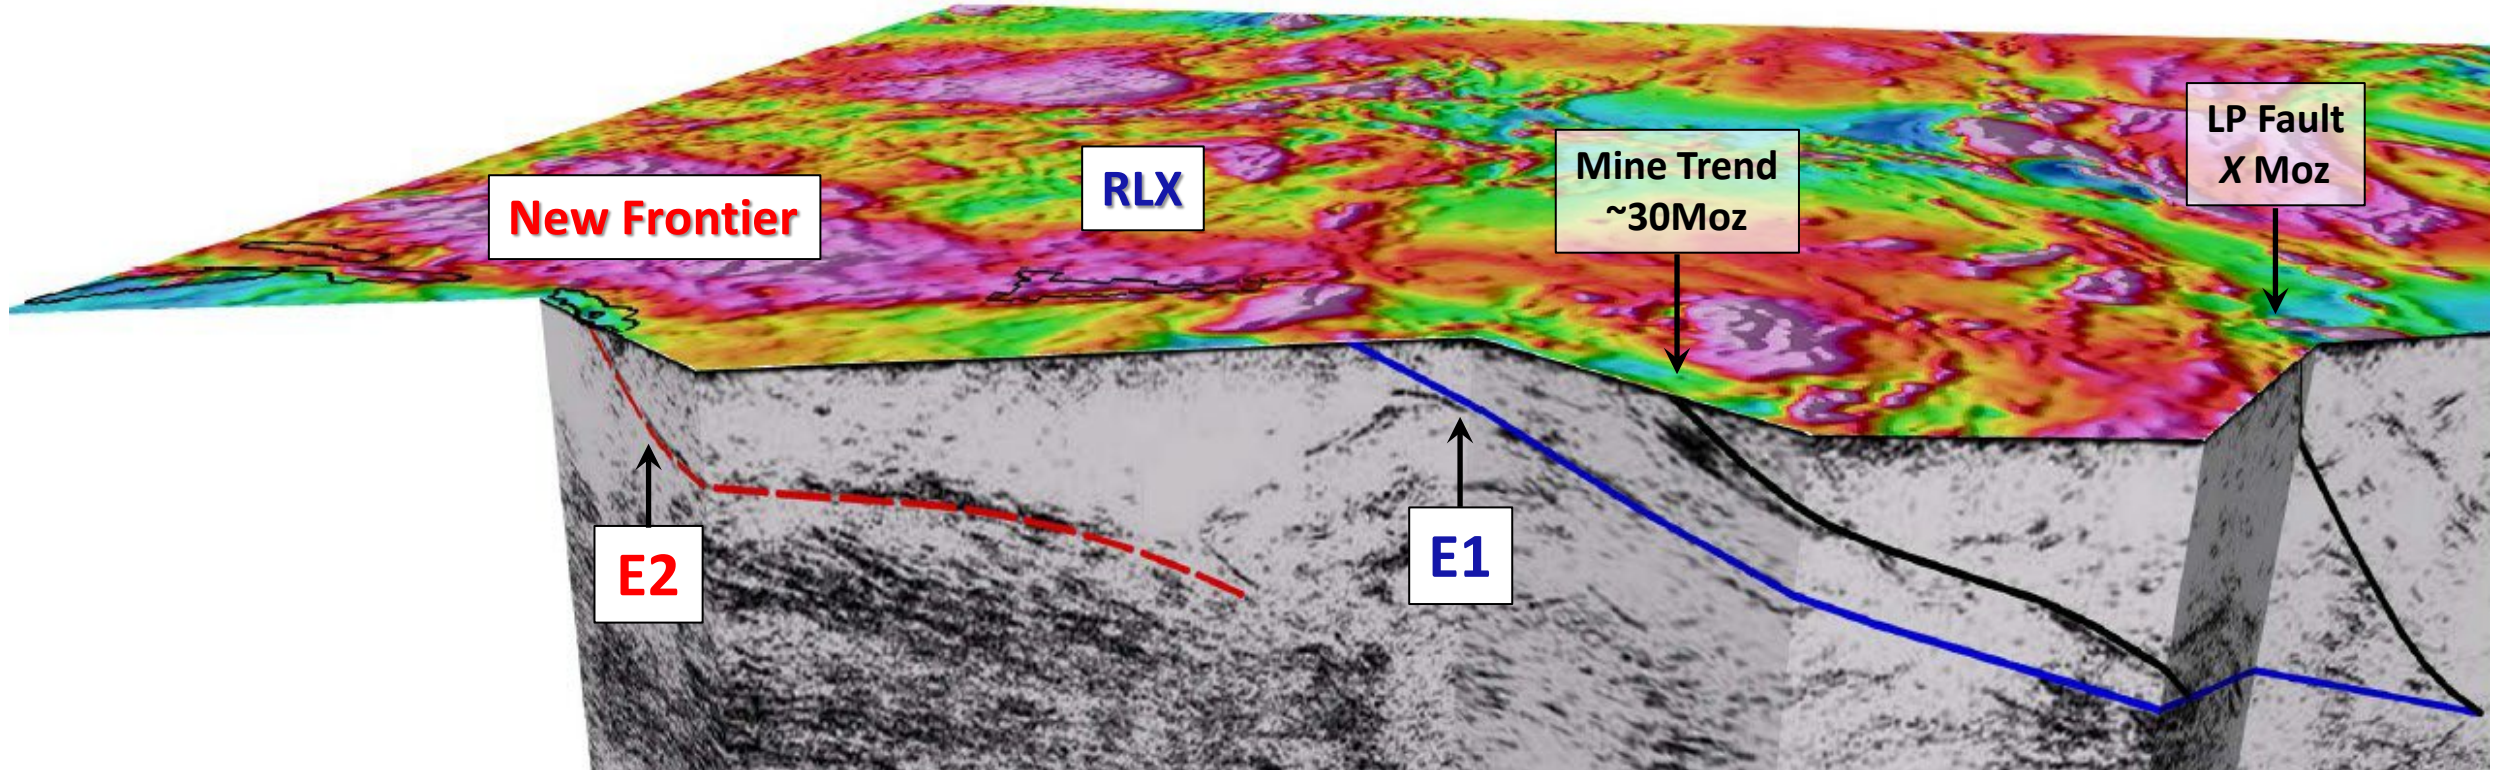 New Frontier
RLX
Mine Trend
~30Moz
LP Fault
X Moz
E2
E1